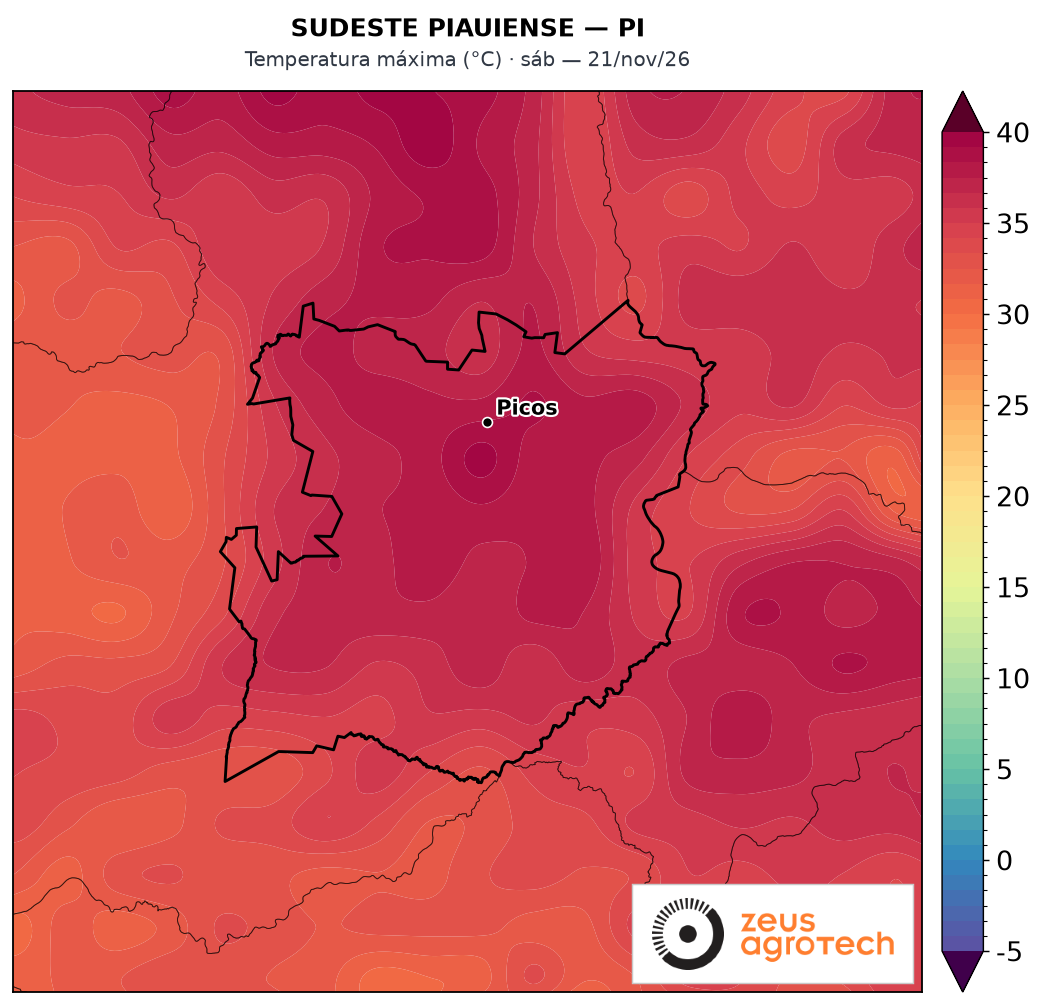 SUDESTE PIAUIENSE — PI
Temperatura máxima (°C) · sáb — 21/nov/26
40
35
30
25
20
15
10
5
0
-5
Picos
zeus
agrotech